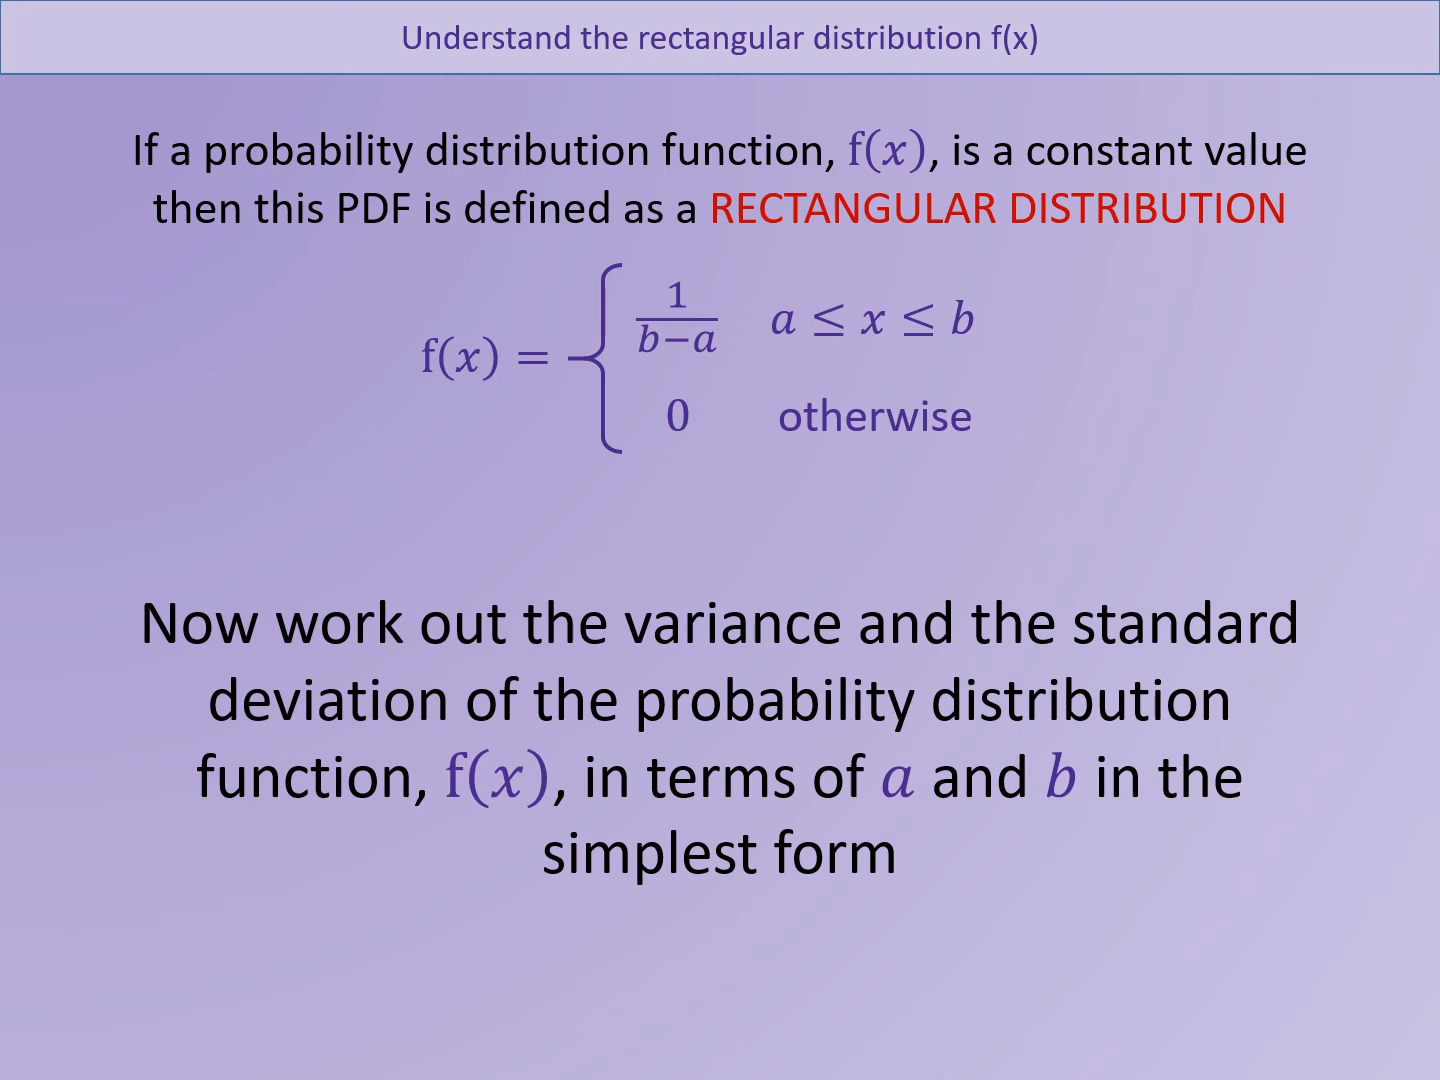 Understand the rectangular distribution f(x)
If a probability distribution function, f(x), is a constant value
then this PDF is defined as a RECTANGULAR DISTRIBUTION
f(x) = { 1/(b−a) a ≤ x ≤ b
0 otherwise
Now work out the variance and the standard
deviation of the probability distribution
function, f(x), in terms of a and b in the
simplest form